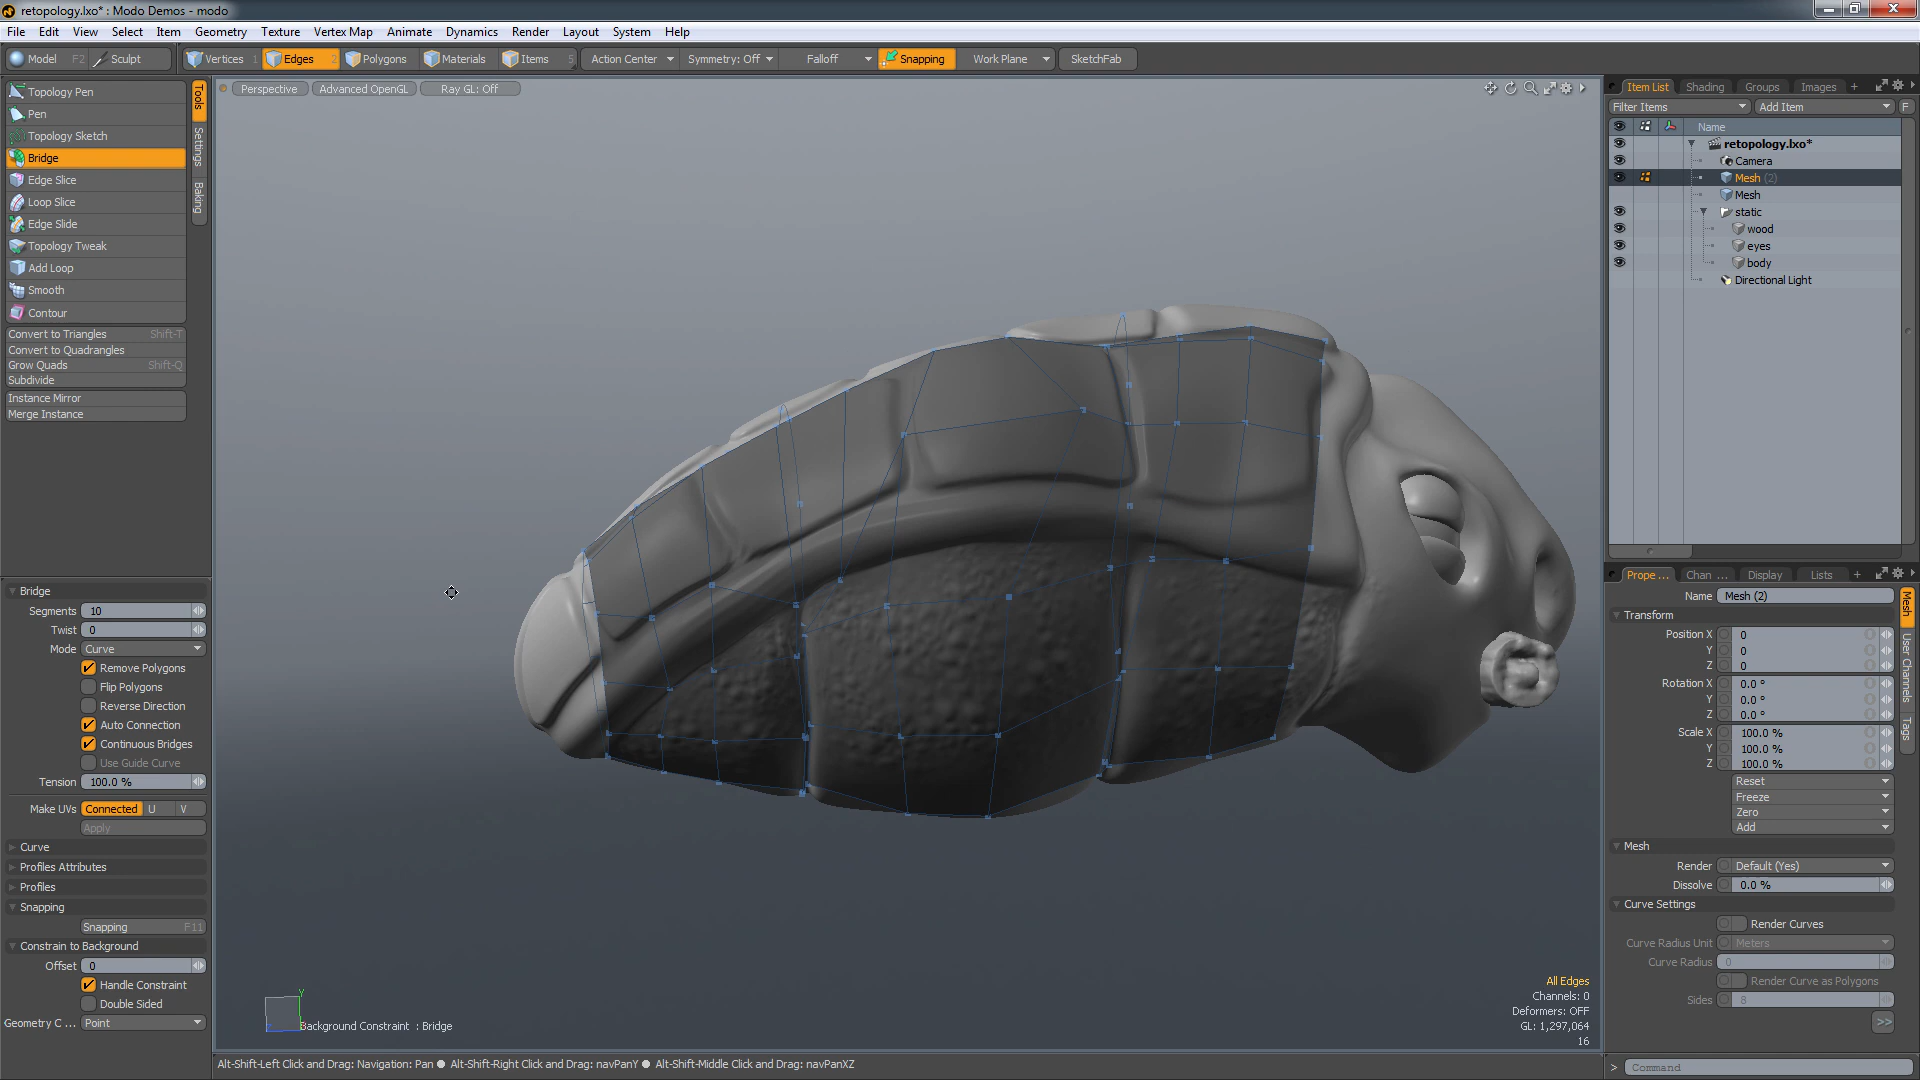 retopology.lxo* : Modo Demos - modo
File Edit View Select Item Geometry Texture Vertex Map Animate Dynamics Render Layout System Help
Model F2 Sculpt Vertices 1 Edges 2 Polygons Materials Items 5 Action Center Symmetry: Off Falloff Snapping Work Plane SketchFab
Perspective Advanced OpenGL Ray GL: Off
Topology Pen
Pen
Topology Sketch
Bridge
Edge Slice
Loop Slice
Edge Slide
Topology Tweak
Add Loop
Smooth
Contour
Convert to Triangles Shift-T
Convert to Quadrangles
Grow Quads Shift-Q
Subdivide
Instance Mirror
Merge Instance
Tools
Settings
Baking
Bridge
Segments 10
Twist 0
Mode Curve
Remove Polygons
Flip Polygons
Reverse Direction
Auto Connection
Continuous Bridges
Use Guide Curve
Tension 100.0 %
Make UVs Connected U V
Apply
Curve
Profiles Attributes
Profiles
Snapping
Snapping F11
Constrain to Background
Offset 0
Handle Constraint
Double Sided
Geometry C ... Point
Y
Background Constraint : Bridge
All Edges
Channels: 0
Deformers: OFF
GL: 1,297,064
16
Alt-Shift-Left Click and Drag: Navigation: Pan ● Alt-Shift-Right Click and Drag: navPanY ● Alt-Shift-Middle Click and Drag: navPanXZ
Item List Shading Groups Images +
Filter Items Add Item F
Name
retopology.lxo*
Camera
Mesh (2)
Mesh
static
wood
eyes
body
Directional Light
Prope ... Chan ... Display Lists +
Name Mesh (2)
Transform
Position X 0
Y 0
Z 0
Rotation X 0.0 °
Y 0.0 °
Z 0.0 °
Scale X 100.0 %
Y 100.0 %
Z 100.0 %
Reset
Freeze
Zero
Add
Mesh
Render Default (Yes)
Dissolve 0.0 %
Curve Settings
Render Curves
Curve Radius Unit Meters
Curve Radius 0
Render Curve as Polygons
Sides 8
>>
Mesh
User Channels
Tags
> Command